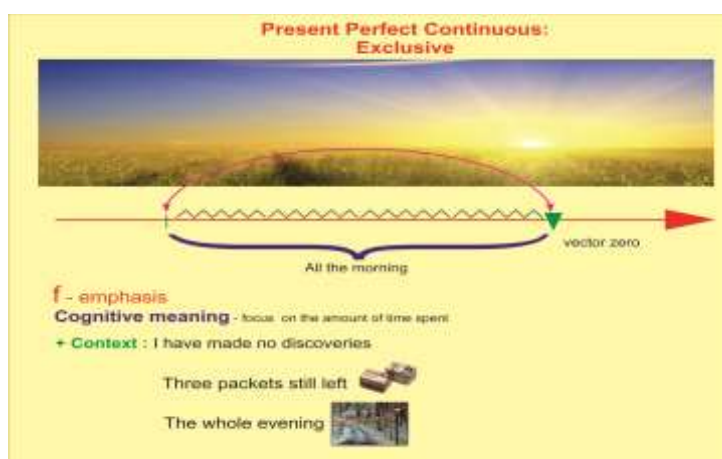 Present Perfect Continuous:
Exclusive
vector zero
All the morning
f - emphasis
Cognitive meaning - focus on the amount of time spent
+ Context : I have made no discoveries
Three packets still left
The whole evening